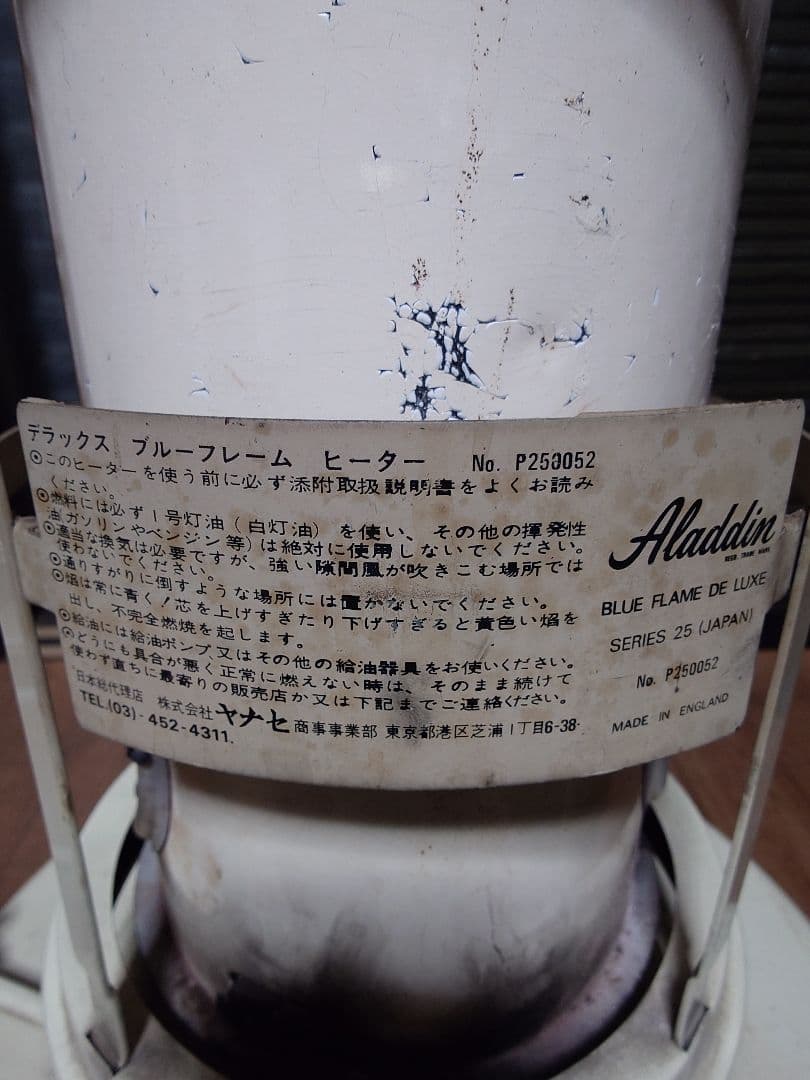 デラックス ブルーフレーム ヒーター No. P250052
⊙このヒーターを使う前に必ず添附取扱説明書をよくお読み
ください。
⊙燃料には必ず1号灯油(白灯油)を使い、その他の揮発性
油(ガソリンやベンジン等)は絶対に使用しないでください。
⊙適当な換気は必要ですが、強い隙間風が吹きこむ場所では
使わないでください。
⊙通りすがりに倒すような場所には置かないでください。
⊙焔は常に青く!芯を上げすぎたり下げすぎると黄色い焔を
出し、不完全燃焼を起します。
⊙給油には給油ポンプ又はその他の給油器具をお使いください。
⊙どうにも具合が悪く正常に燃えない時は、そのまま続けて
使わず直ちに最寄りの販売店か又は下記までご連絡ください。
日本総代理店 株式会社ヤナセ商事事業部 東京都港区芝浦1丁目6-38
TEL.(03)-452-4311.
Aladdin
REGD. TRADE MARK
BLUE FLAME DE LUXE
SERIES 25 (JAPAN)
No. P250052
MADE IN ENGLAND